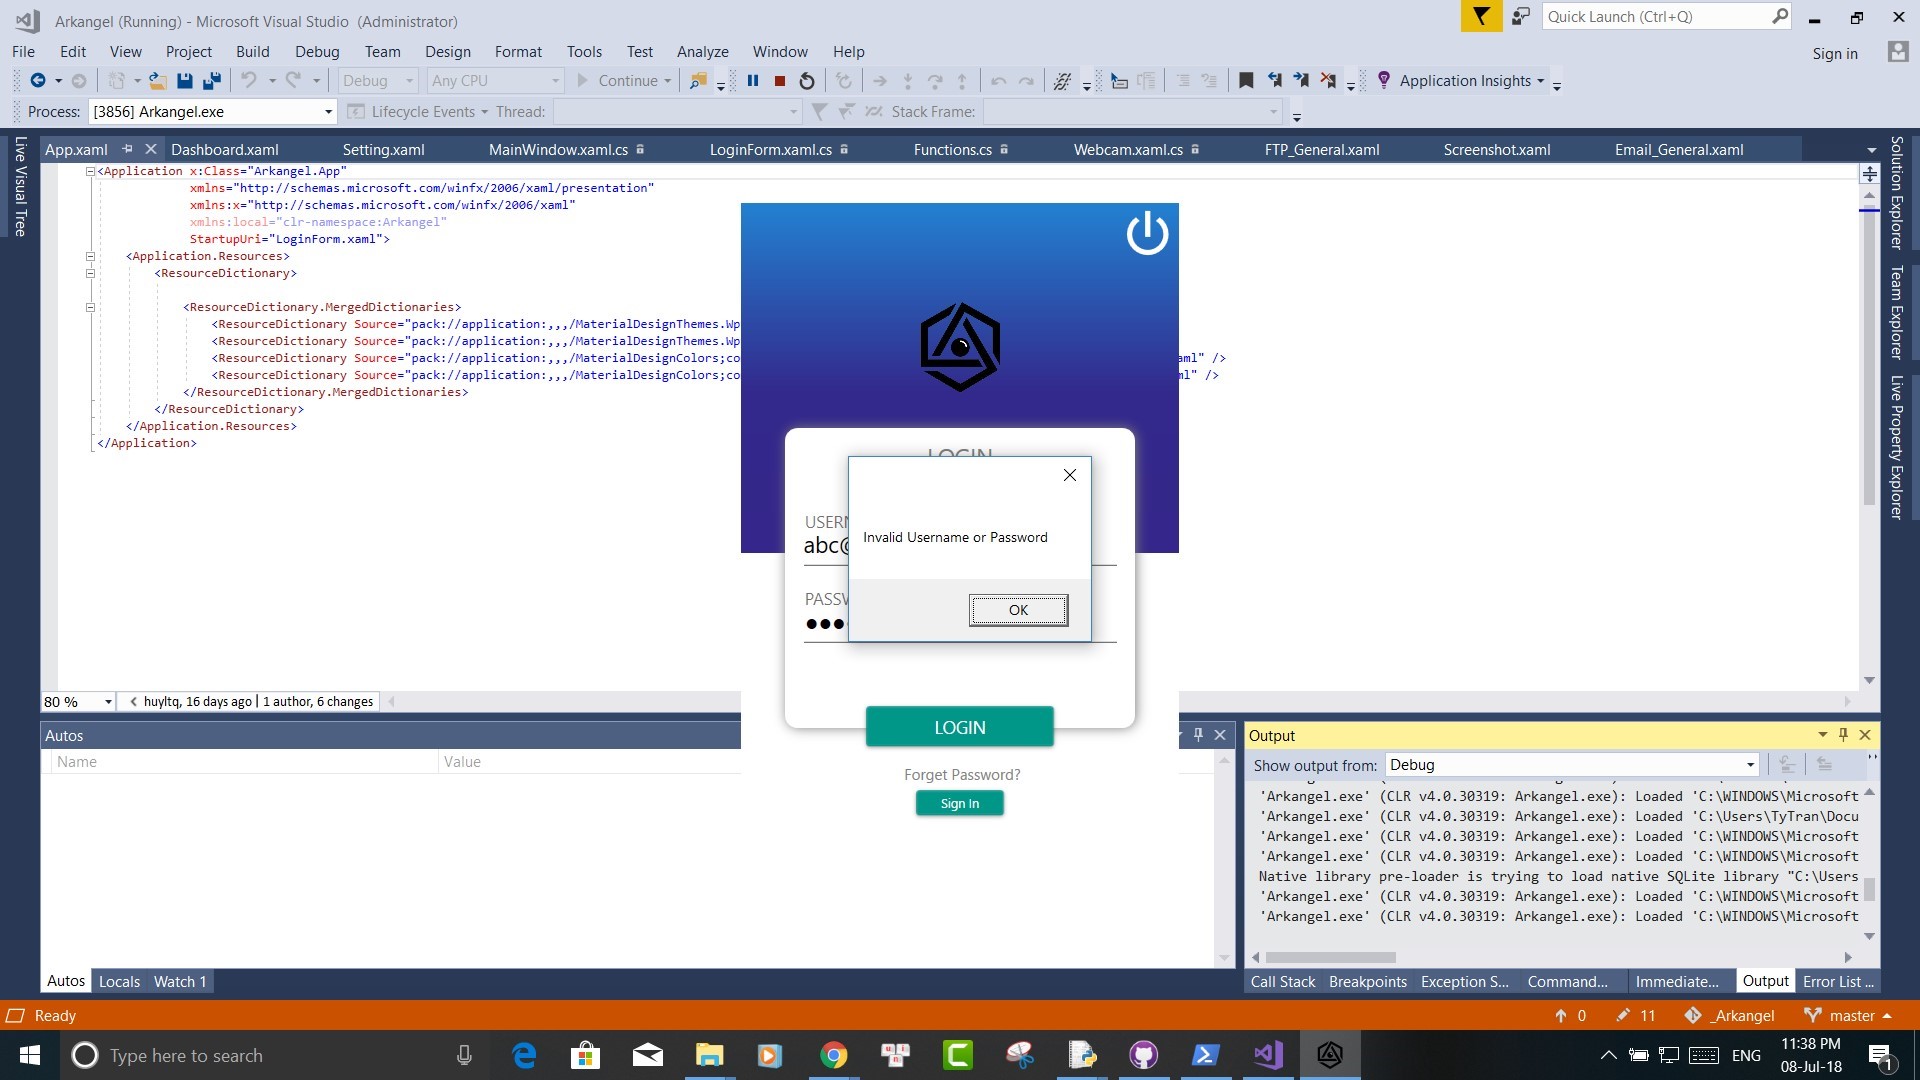 Arkangel (Running) - Microsoft Visual Studio (Administrator)
Quick Launch (Ctrl+Q)
File Edit View Project Build Debug Team Design Format Tools Test Analyze Window Help
Sign in
Debug Any CPU Continue Application Insights
Process: [3856] Arkangel.exe Lifecycle Events Thread: Stack Frame:
App.xaml Dashboard.xaml Setting.xaml MainWindow.xaml.cs LoginForm.xaml.cs Functions.cs Webcam.xaml.cs FTP_General.xaml Screenshot.xaml Email_General.xaml
Live Visual Tree
Solution Explorer
Team Explorer
Live Property Explorer
<Application x:Class="Arkangel.App"
xmlns="http://schemas.microsoft.com/winfx/2006/xaml/presentation"
xmlns:x="http://schemas.microsoft.com/winfx/2006/xaml"
xmlns:local="clr-namespace:Arkangel"
StartupUri="LoginForm.xaml">
<Application.Resources>
<ResourceDictionary>
<ResourceDictionary.MergedDictionaries>
<ResourceDictionary Source="pack://application:,,,/MaterialDesignThemes.Wp
<ResourceDictionary Source="pack://application:,,,/MaterialDesignThemes.Wp
<ResourceDictionary Source="pack://application:,,,/MaterialDesignColors;co aml" />
<ResourceDictionary Source="pack://application:,,,/MaterialDesignColors;co ml" />
</ResourceDictionary.MergedDictionaries>
</ResourceDictionary>
</Application.Resources>
</Application>
LOGIN
USERN
abc@
Invalid Username or Password
PASSW
OK
LOGIN
Forget Password?
Sign In
80 % huyltq, 16 days ago | 1 author, 6 changes
Autos
Name Value
Autos Locals Watch 1
Output
Show output from: Debug
'Arkangel.exe' (CLR v4.0.30319: Arkangel.exe): Loaded 'C:\WINDOWS\Microsoft
'Arkangel.exe' (CLR v4.0.30319: Arkangel.exe): Loaded 'C:\Users\TyTran\Docu
'Arkangel.exe' (CLR v4.0.30319: Arkangel.exe): Loaded 'C:\WINDOWS\Microsoft
'Arkangel.exe' (CLR v4.0.30319: Arkangel.exe): Loaded 'C:\WINDOWS\Microsoft
Native library pre-loader is trying to load native SQLite library "C:\Users
'Arkangel.exe' (CLR v4.0.30319: Arkangel.exe): Loaded 'C:\WINDOWS\Microsoft
'Arkangel.exe' (CLR v4.0.30319: Arkangel.exe): Loaded 'C:\WINDOWS\Microsoft
Call Stack Breakpoints Exception S... Command... Immediate... Output Error List ...
Ready 0 11 _Arkangel master
Type here to search
ENG
11:38 PM
08-Jul-18
1